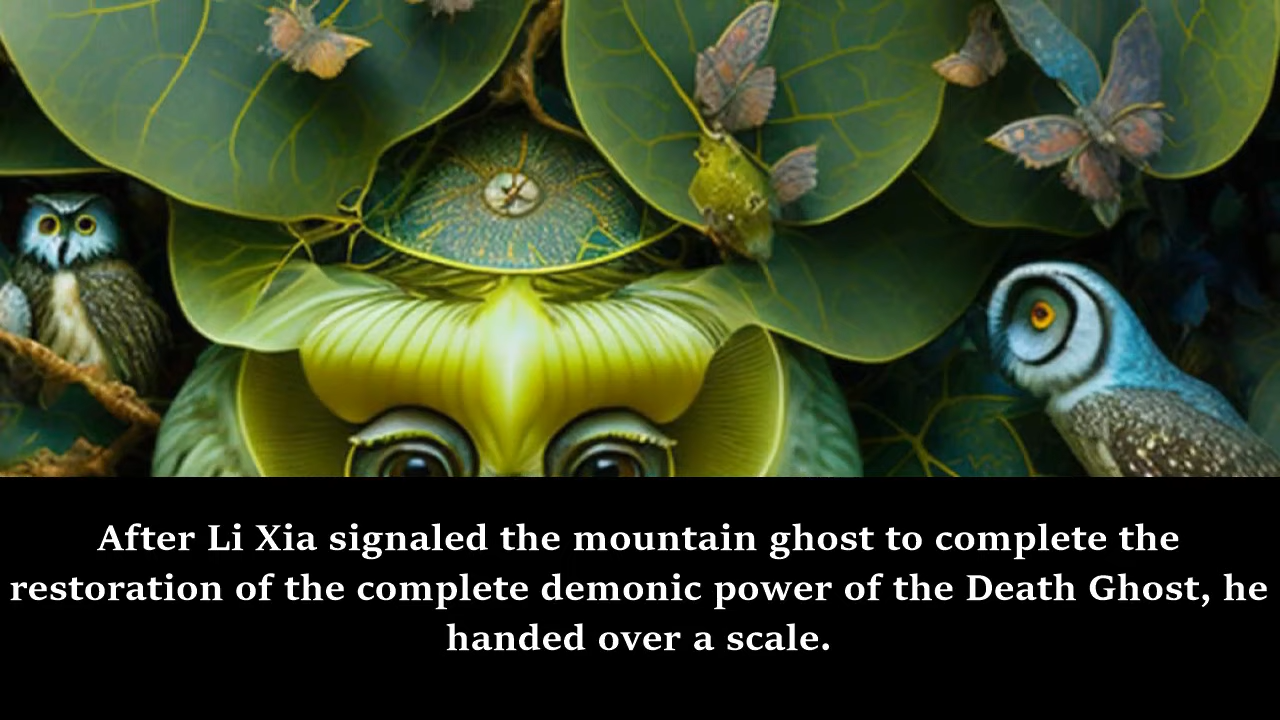 After Li Xia signaled the mountain ghost to complete the
restoration of the complete demonic power of the Death Ghost, he
handed over a scale.